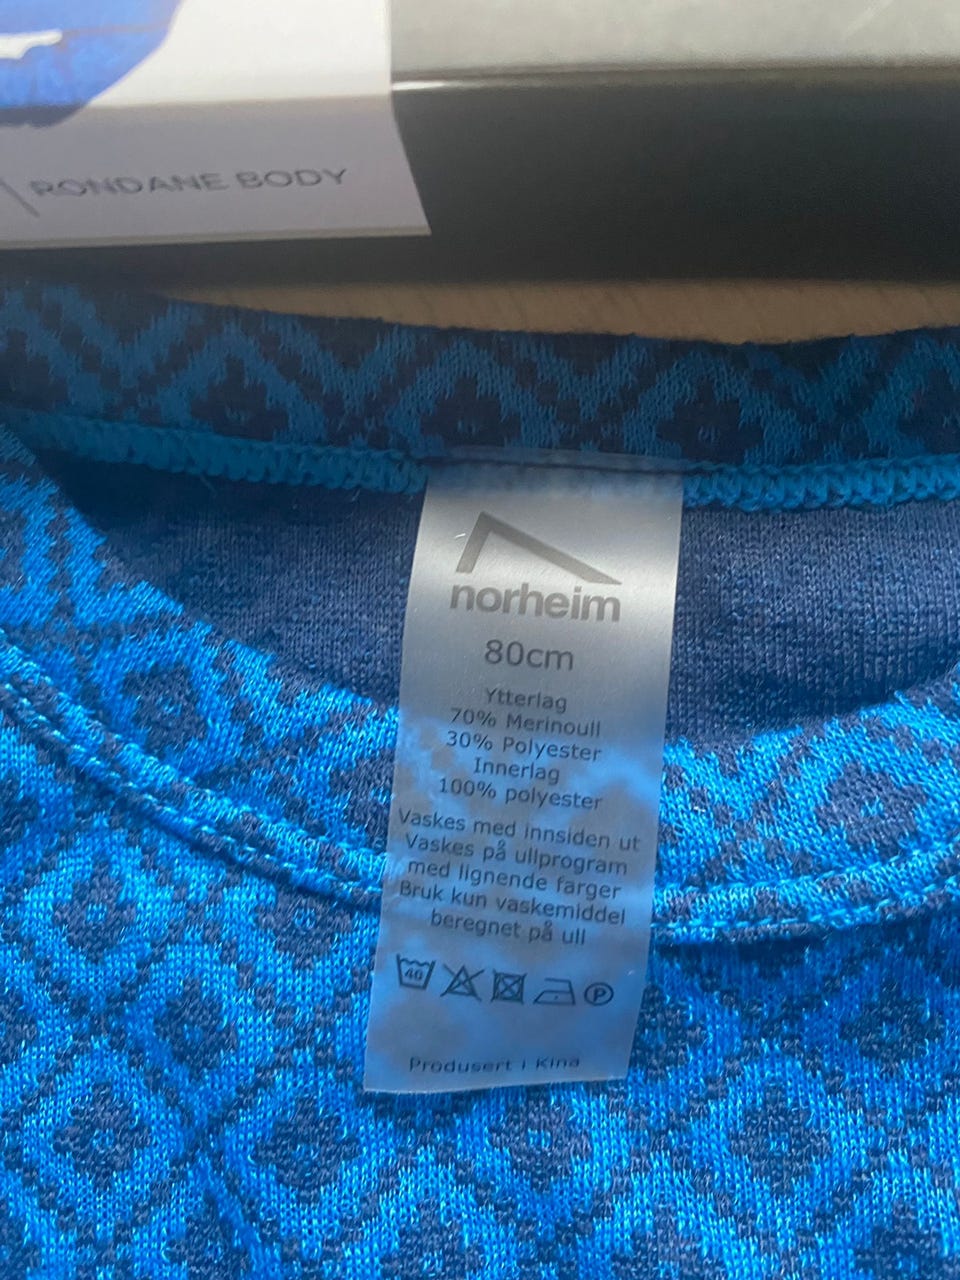 RONDANE BODY
norheim
80cm
Ytterlag
70% Merinoull
30% Polyester
Innerlag
100% polyester
Vaskes med innsiden ut
Vaskes på ullprogram
med lignende farger
Bruk kun vaskemiddel
beregnet på ull
40 P
Produsert i Kina